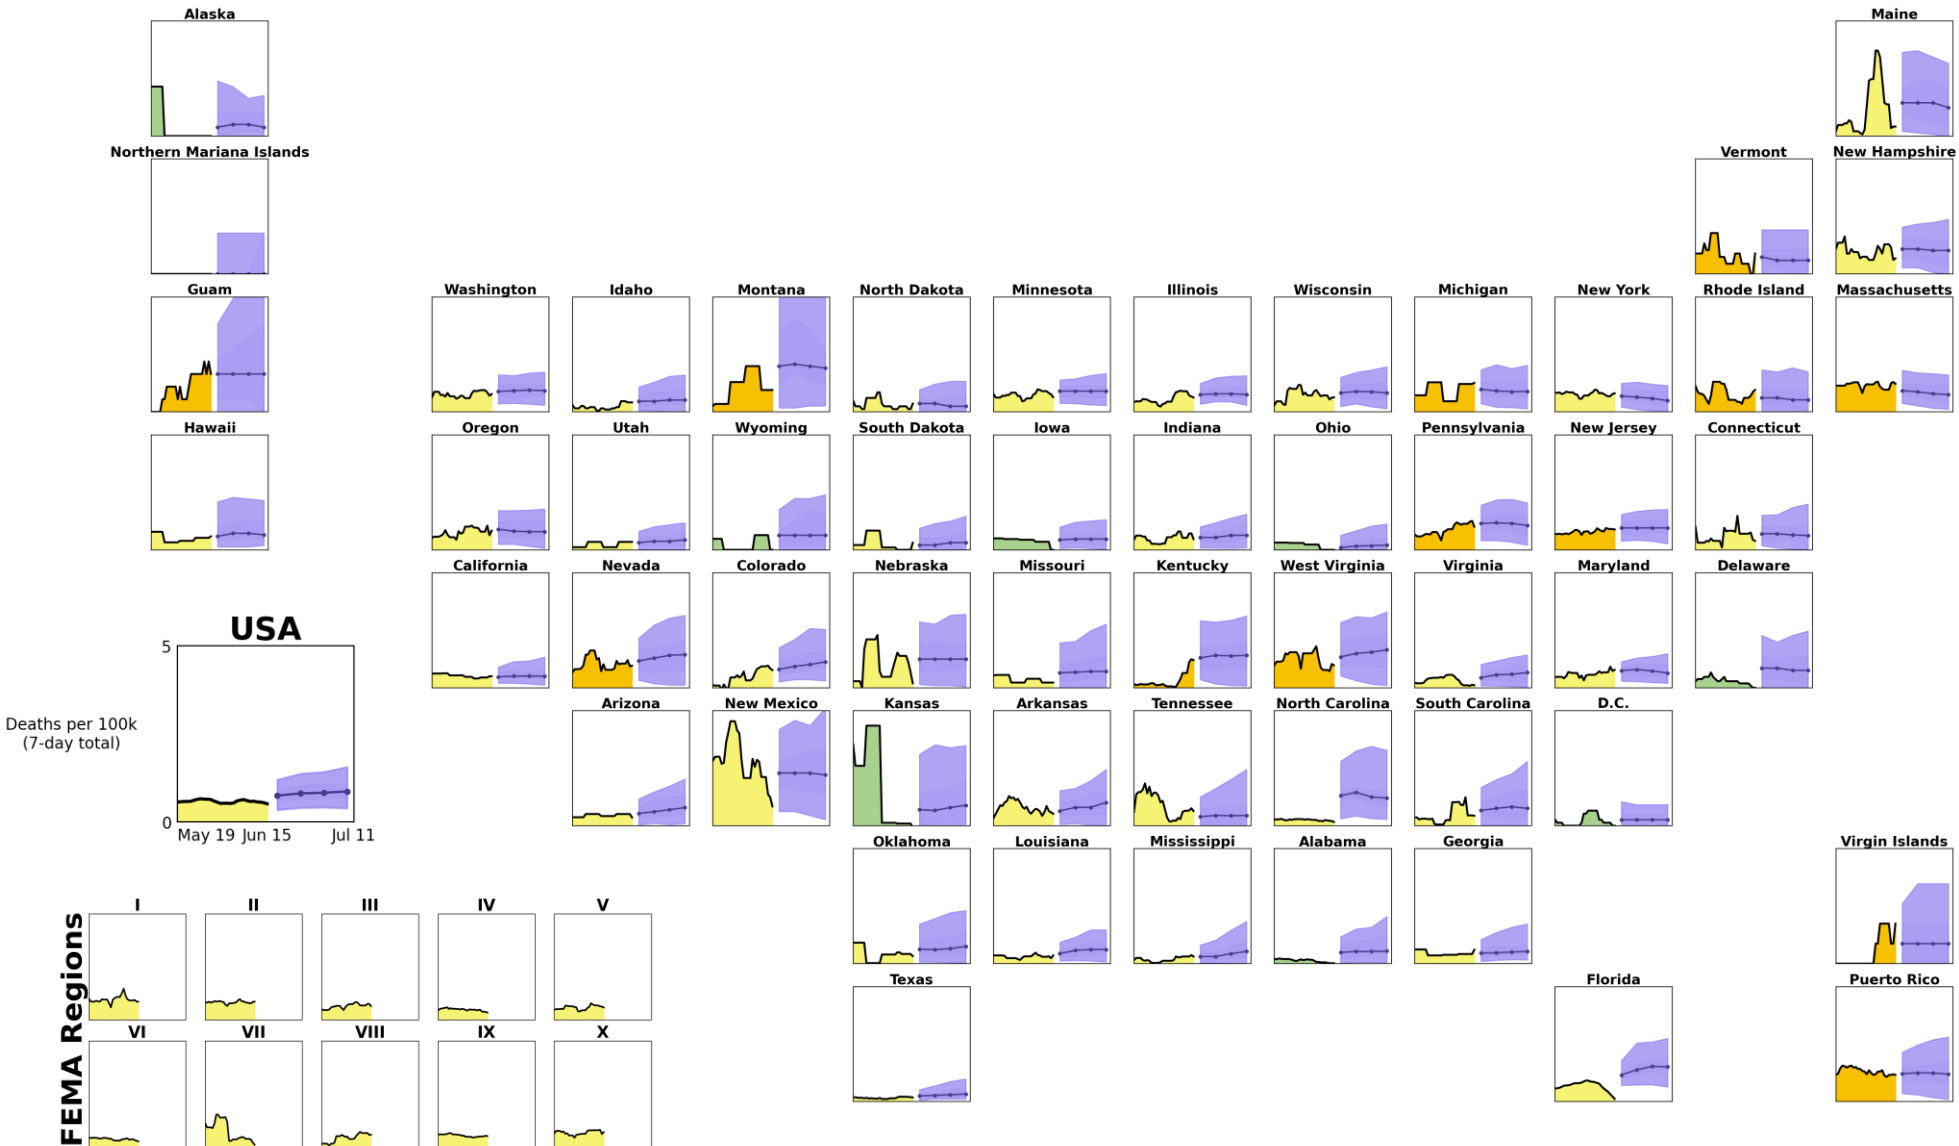 Alaska
Maine
Northern Mariana Islands
Vermont
New Hampshire
Guam
Washington
Idaho
Montana
North Dakota
Minnesota
Illinois
Wisconsin
Michigan
New York
Rhode Island
Massachusetts
Hawaii
Oregon
Utah
Wyoming
South Dakota
Iowa
Indiana
Ohio
Pennsylvania
New Jersey
Connecticut
California
Nevada
Colorado
Nebraska
Missouri
Kentucky
West Virginia
Virginia
Maryland
Delaware
USA
5
Deaths per 100k
(7-day total)
0
May 19 Jun 15 Jul 11
Arizona
New Mexico
Kansas
Arkansas
Tennessee
North Carolina
South Carolina
D.C.
Oklahoma
Louisiana
Mississippi
Alabama
Georgia
Virgin Islands
Texas
Florida
Puerto Rico
FEMA Regions
I
II
III
IV
V
VI
VII
VIII
IX
X